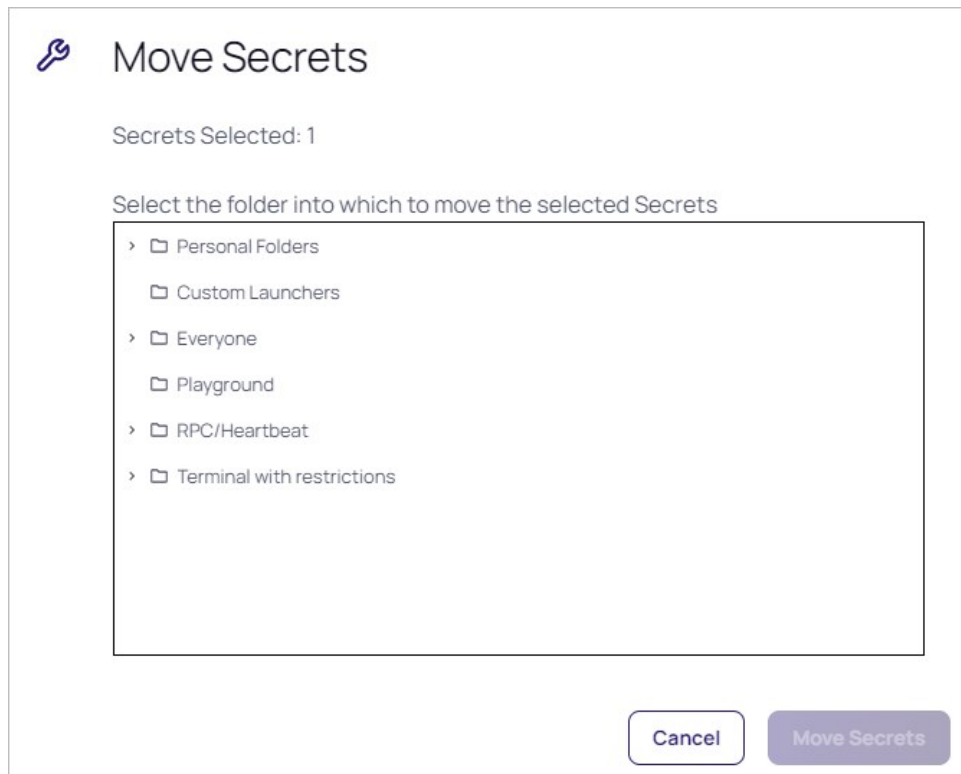 Move Secrets
Secrets Selected: 1
Select the folder into which to move the selected Secrets
Personal Folders
Custom Launchers
Everyone
Playground
RPC/Heartbeat
Terminal with restrictions
Cancel
Move Secrets